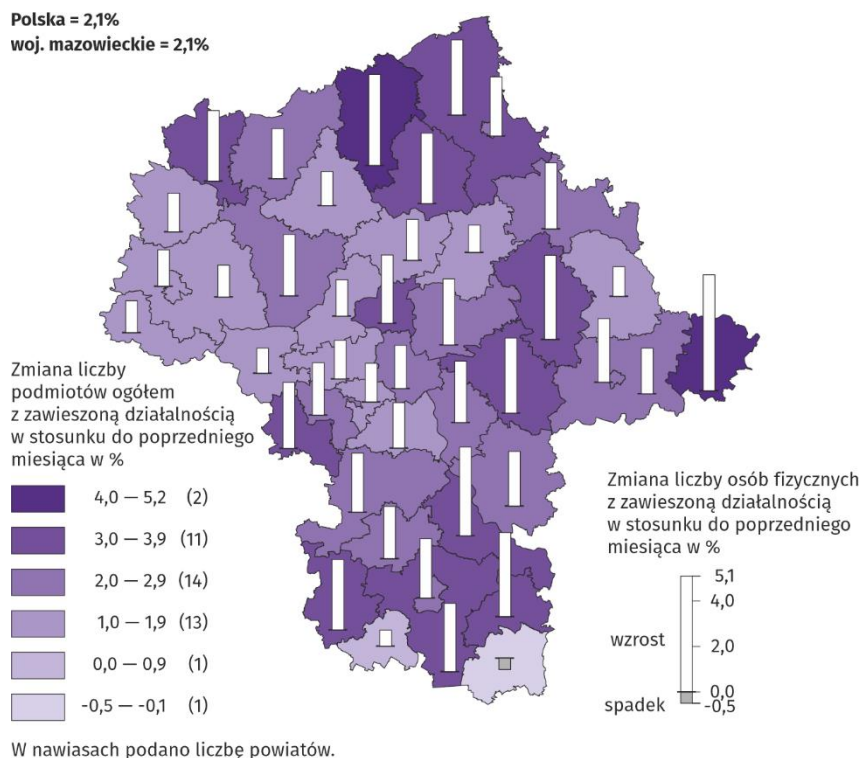 Polska = 2,1%
woj. mazowieckie = 2,1%
Zmiana liczby
podmiotów ogółem
z zawieszoną działalnością
w stosunku do poprzedniego
miesiąca w %
4,0 — 5,2 (2)
3,0 — 3,9 (11)
2,0 — 2,9 (14)
1,0 — 1,9 (13)
0,0 — 0,9 (1)
-0,5 — -0,1 (1)
Zmiana liczby osób fizycznych
z zawieszoną działalnością
w stosunku do poprzedniego
miesiąca w %
5,1
4,0
wzrost
2,0
0,0
spadek
-0,5
W nawiasach podano liczbę powiatów.